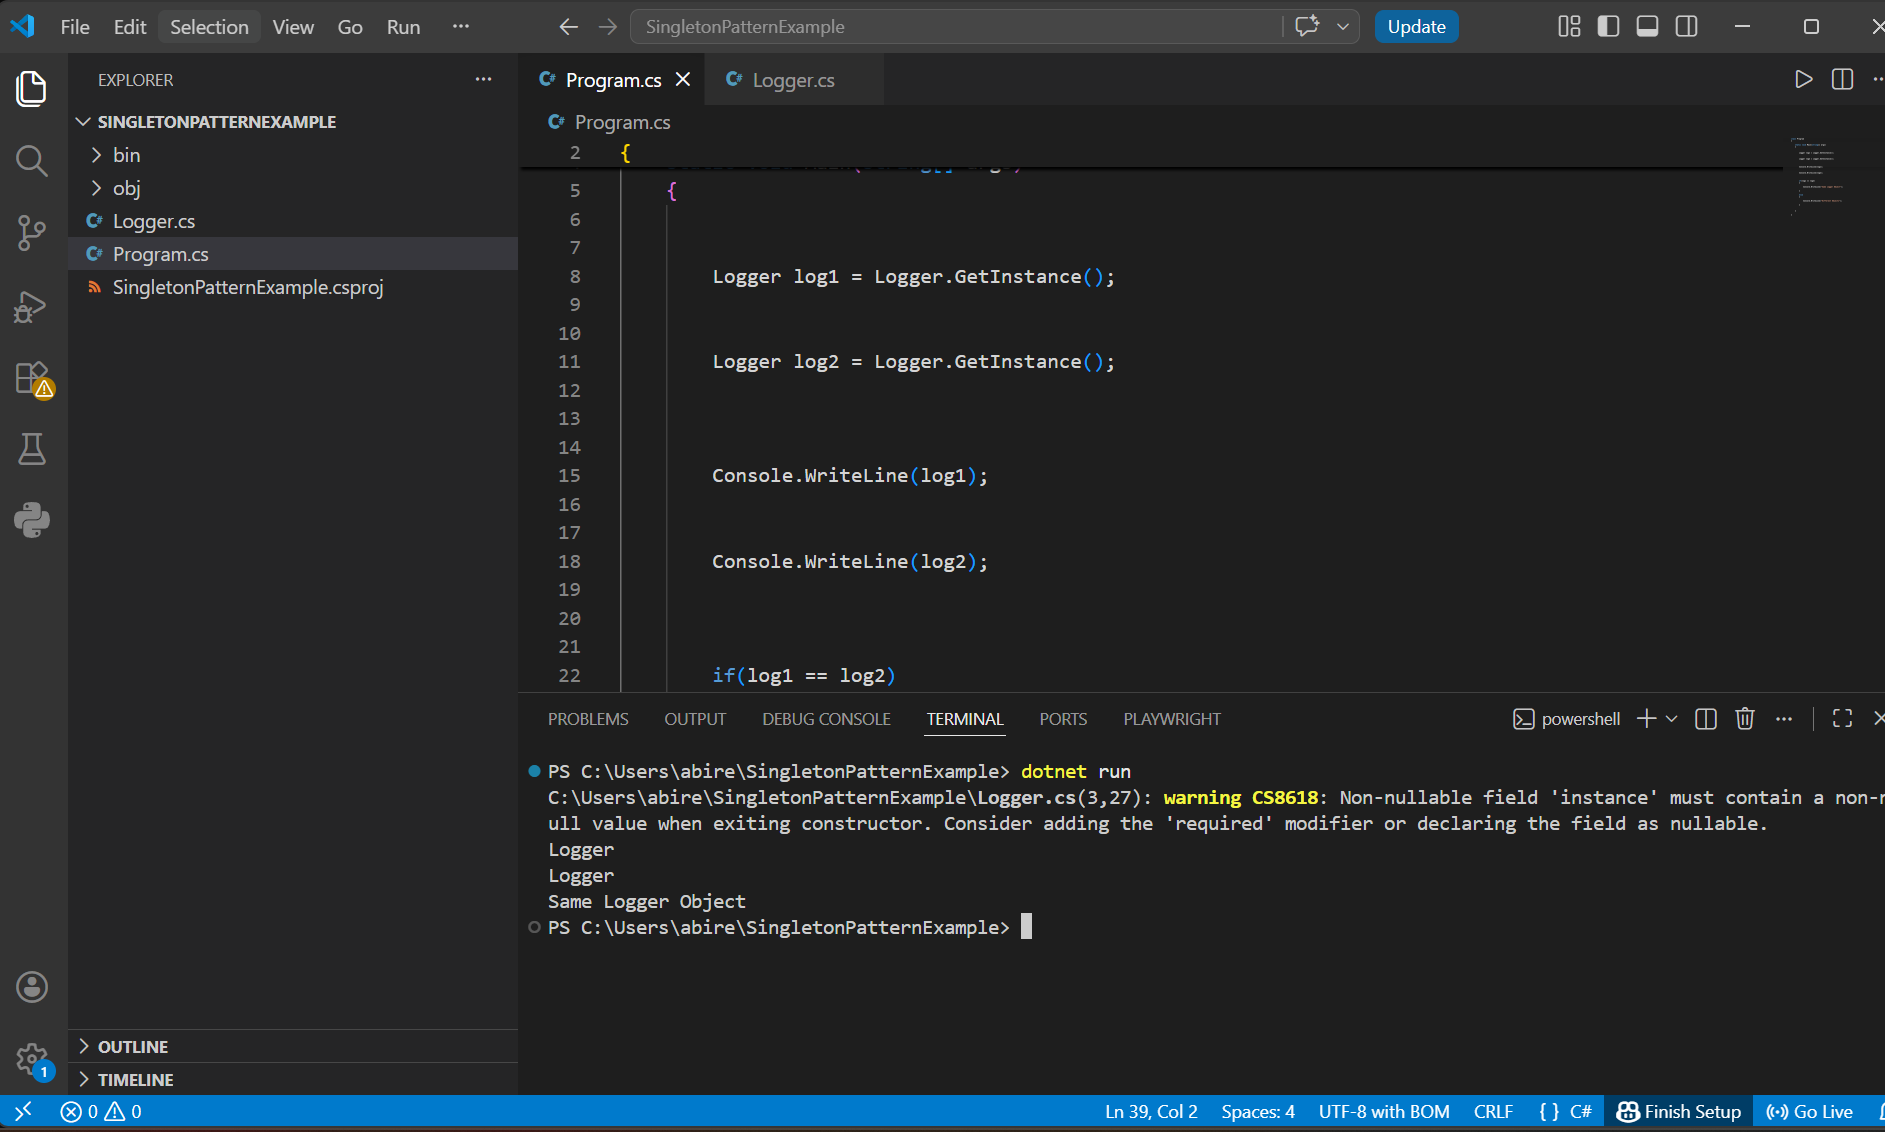 File Edit Selection View Go Run ···
SingletonPatternExample
Update
EXPLORER
SINGLETONPATTERNEXAMPLE
bin
obj
C# Logger.cs
C# Program.cs
SingletonPatternExample.csproj
OUTLINE
TIMELINE
C# Program.cs
C# Logger.cs
C# Program.cs
2 {
5 {
6
7
8 Logger log1 = Logger.GetInstance();
9
10
11 Logger log2 = Logger.GetInstance();
12
13
14
15 Console.WriteLine(log1);
16
17
18 Console.WriteLine(log2);
19
20
21
22 if(log1 == log2)
PROBLEMS OUTPUT DEBUG CONSOLE TERMINAL PORTS PLAYWRIGHT
powershell
PS C:\Users\abire\SingletonPatternExample> dotnet run
C:\Users\abire\SingletonPatternExample\Logger.cs(3,27): warning CS8618: Non-nullable field 'instance' must contain a non-n
ull value when exiting constructor. Consider adding the 'required' modifier or declaring the field as nullable.
Logger
Logger
Same Logger Object
PS C:\Users\abire\SingletonPatternExample>
1
0 0
Ln 39, Col 2 Spaces: 4 UTF-8 with BOM CRLF { } C# Finish Setup Go Live